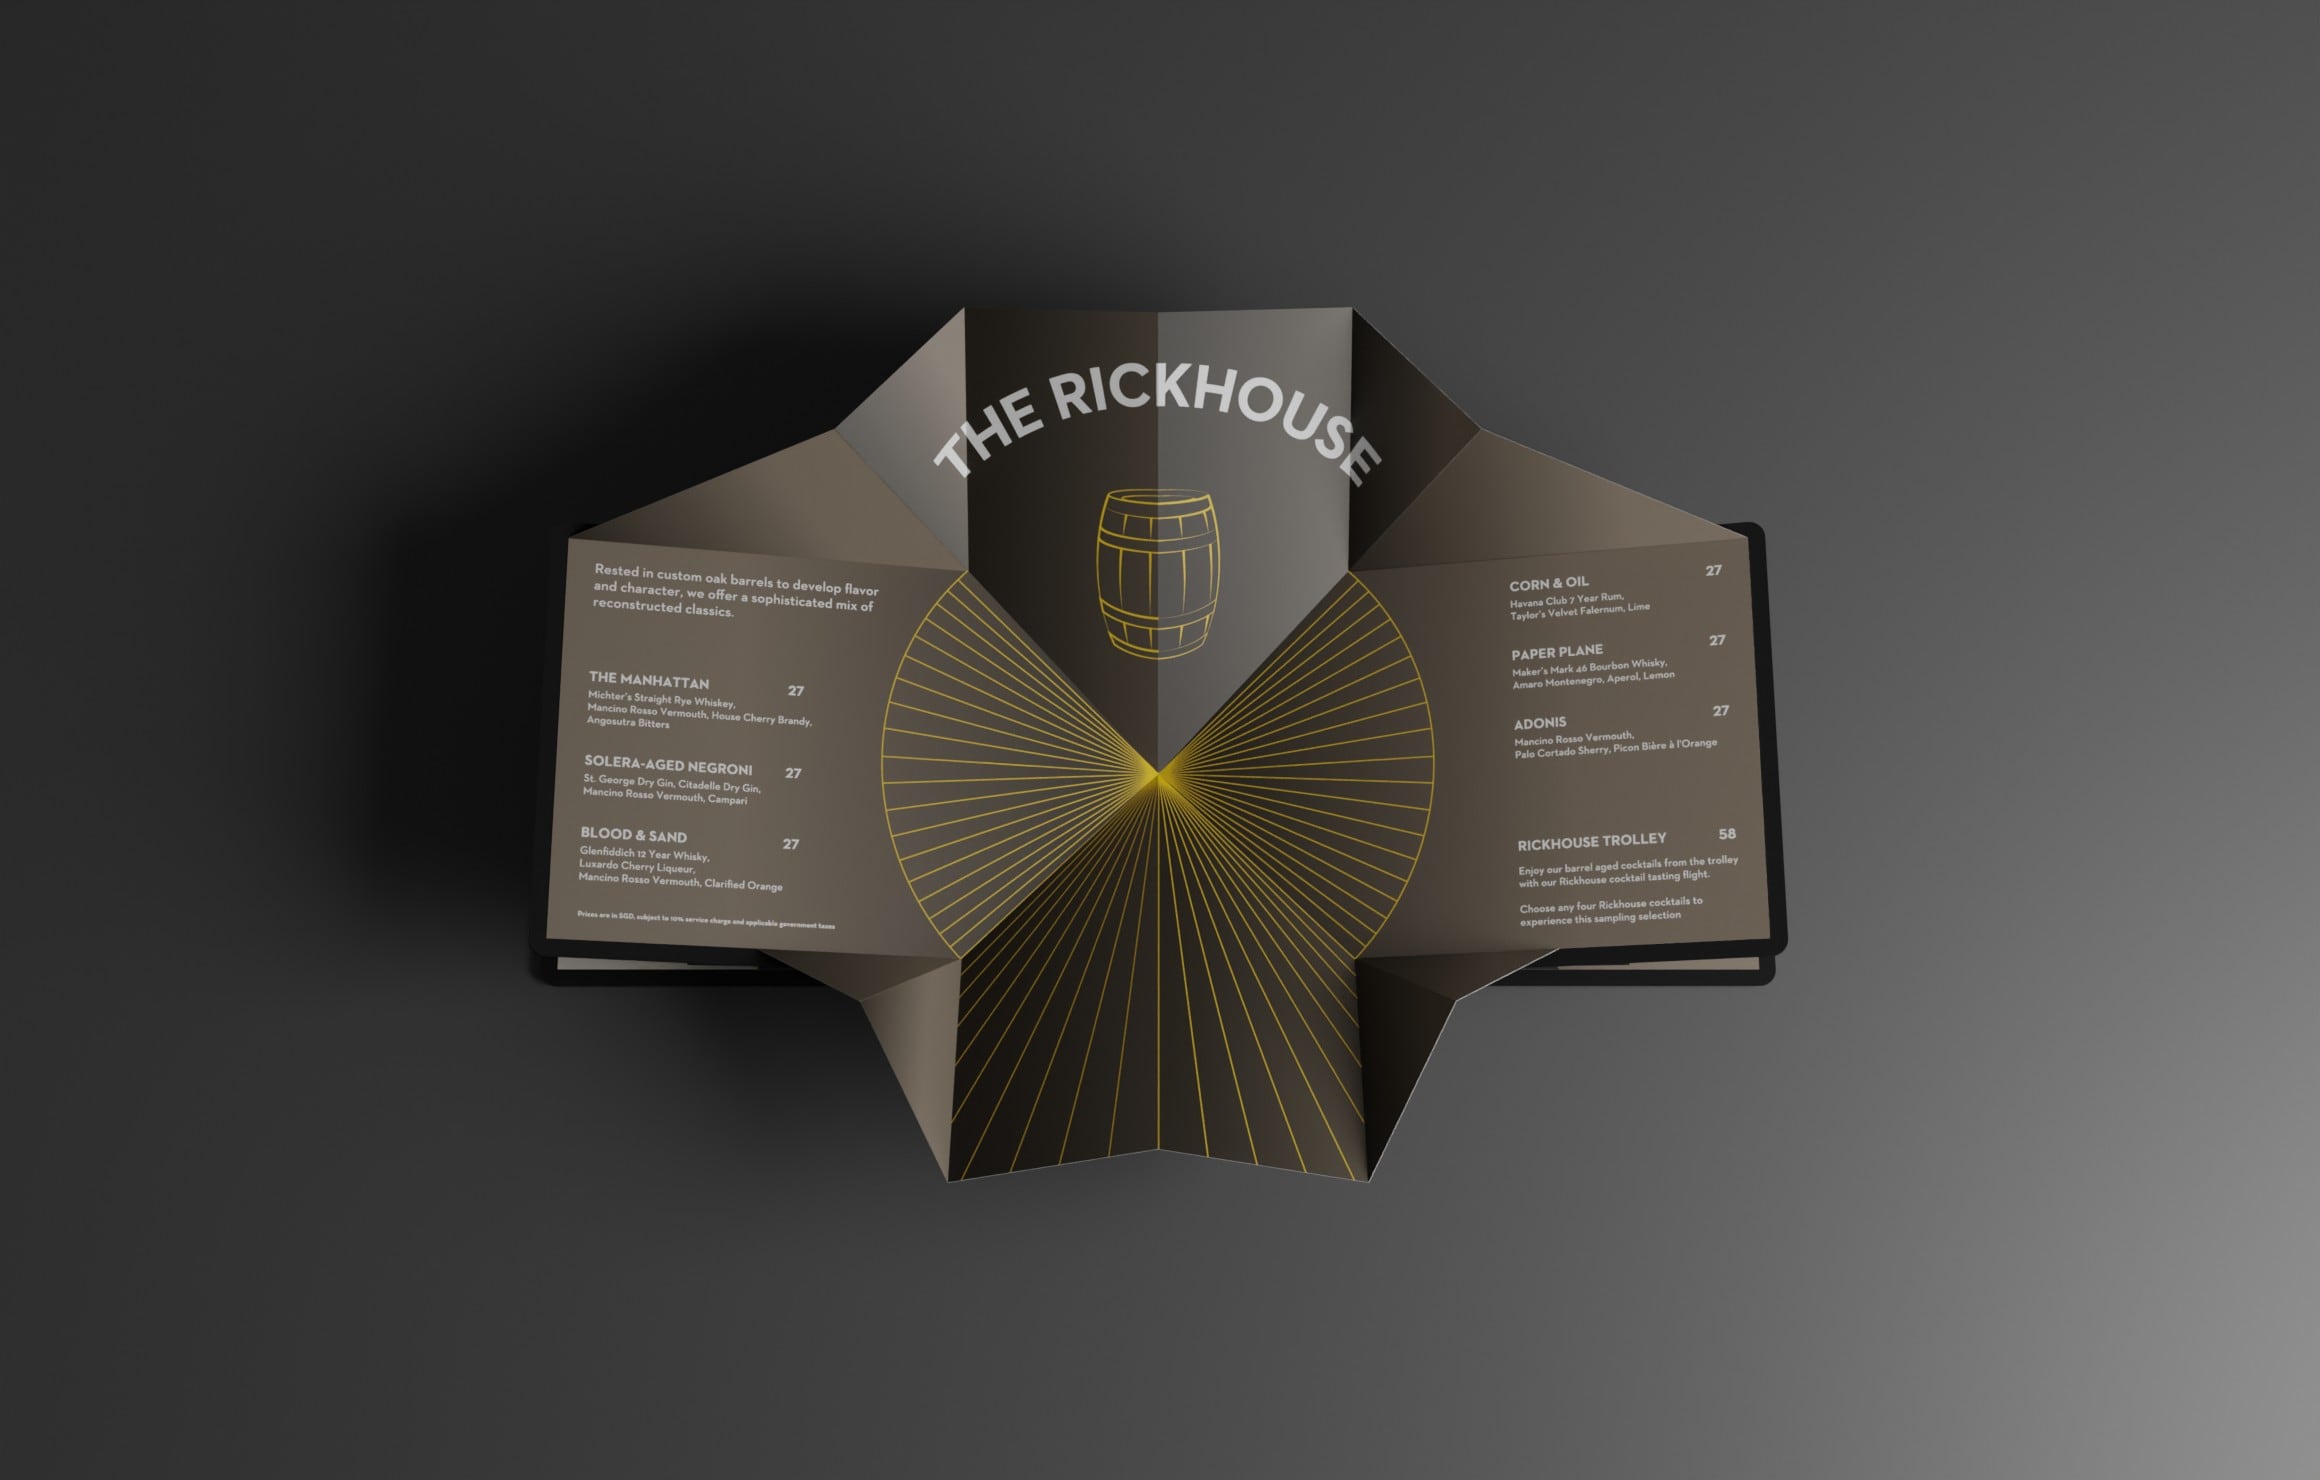 THE RICKHOUSE
Rested in custom oak barrels to develop flavor
and character, we offer a sophisticated mix of
reconstructed classics.
THE MANHATTAN 27
Michter's Straight Rye Whiskey,
Mancino Rosso Vermouth, House Cherry Brandy,
Angosutra Bitters
SOLERA-AGED NEGRONI 27
St. George Dry Gin, Citadelle Dry Gin,
Mancino Rosso Vermouth, Campari
BLOOD & SAND 27
Glenfiddich 12 Year Whisky,
Luxardo Cherry Liqueur,
Mancino Rosso Vermouth, Clarified Orange
Prices are in SGD, subject to 10% service charge and applicable government taxes
CORN & OIL 27
Havana Club 7 Year Rum,
Taylor's Velvet Falernum, Lime
PAPER PLANE 27
Maker's Mark 46 Bourbon Whisky,
Amaro Montenegro, Aperol, Lemon
ADONIS 27
Mancino Rosso Vermouth,
Palo Cortado Sherry, Picon Bière à l'Orange
RICKHOUSE TROLLEY 58
Enjoy our barrel aged cocktails from the trolley
with our Rickhouse cocktail tasting flight.
Choose any four Rickhouse cocktails to
experience this sampling selection